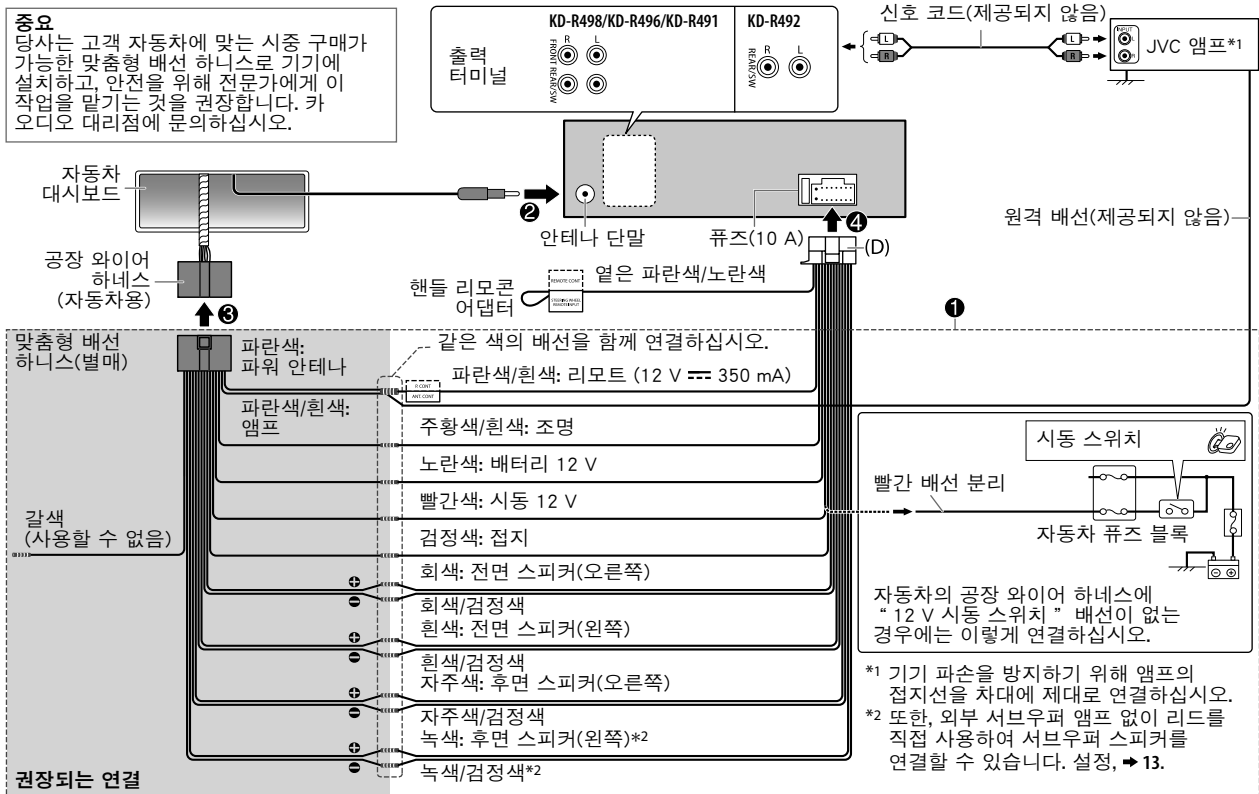 중요
당사는 고객 자동차에 맞는 시중 구매가
가능한 맞춤형 배선 하니스로 기기에
설치하고, 안전을 위해 전문가에게 이
작업을 맡기는 것을 권장합니다. 카
오디오 대리점에 문의하십시오.
출력
터미널
KD-R498/KD-R496/KD-R491
R L
FRONT REAR/SW
KD-R492
R L
REAR/SW
신호 코드(제공되지 않음)
L
R
L
R
INPUT
L
R
JVC 앰프*1
자동차
대시보드
❷
안테나 단말
퓨즈(10 A)
❹
(D)
원격 배선(제공되지 않음)
공장 와이어
하네스
(자동차용)
❸
핸들 리모콘
어댑터
REMOTE CONT
STEERING WHEEL
REMOTE INPUT
옅은 파란색/노란색
❶
맞춤형 배선
하니스(별매)
파란색:
파워 안테나
같은 색의 배선을 함께 연결하십시오.
R CONT
ANT. CONT
파란색/흰색: 리모트 (12 V ⎓ 350 mA)
파란색/흰색:
앰프
주황색/흰색: 조명
노란색: 배터리 12 V
빨간색: 시동 12 V
갈색
(사용할 수 없음)
검정색: 접지
⊕ 회색: 전면 스피커(오른쪽)
⊖ 회색/검정색
⊕ 흰색: 전면 스피커(왼쪽)
⊖ 흰색/검정색
⊕ 자주색: 후면 스피커(오른쪽)
⊖ 자주색/검정색
⊕ 녹색: 후면 스피커(왼쪽)*2
⊖ 녹색/검정색*2
권장되는 연결
시동 스위치
빨간 배선 분리
자동차 퓨즈 블록
⊖ ⊕
자동차의 공장 와이어 하네스에
“ 12 V 시동 스위치 ” 배선이 없는
경우에는 이렇게 연결하십시오.
*1 기기 파손을 방지하기 위해 앰프의
접지선을 차대에 제대로 연결하십시오.
*2 또한, 외부 서브우퍼 앰프 없이 리드를
직접 사용하여 서브우퍼 스피커를
연결할 수 있습니다. 설정, ➜ 13.